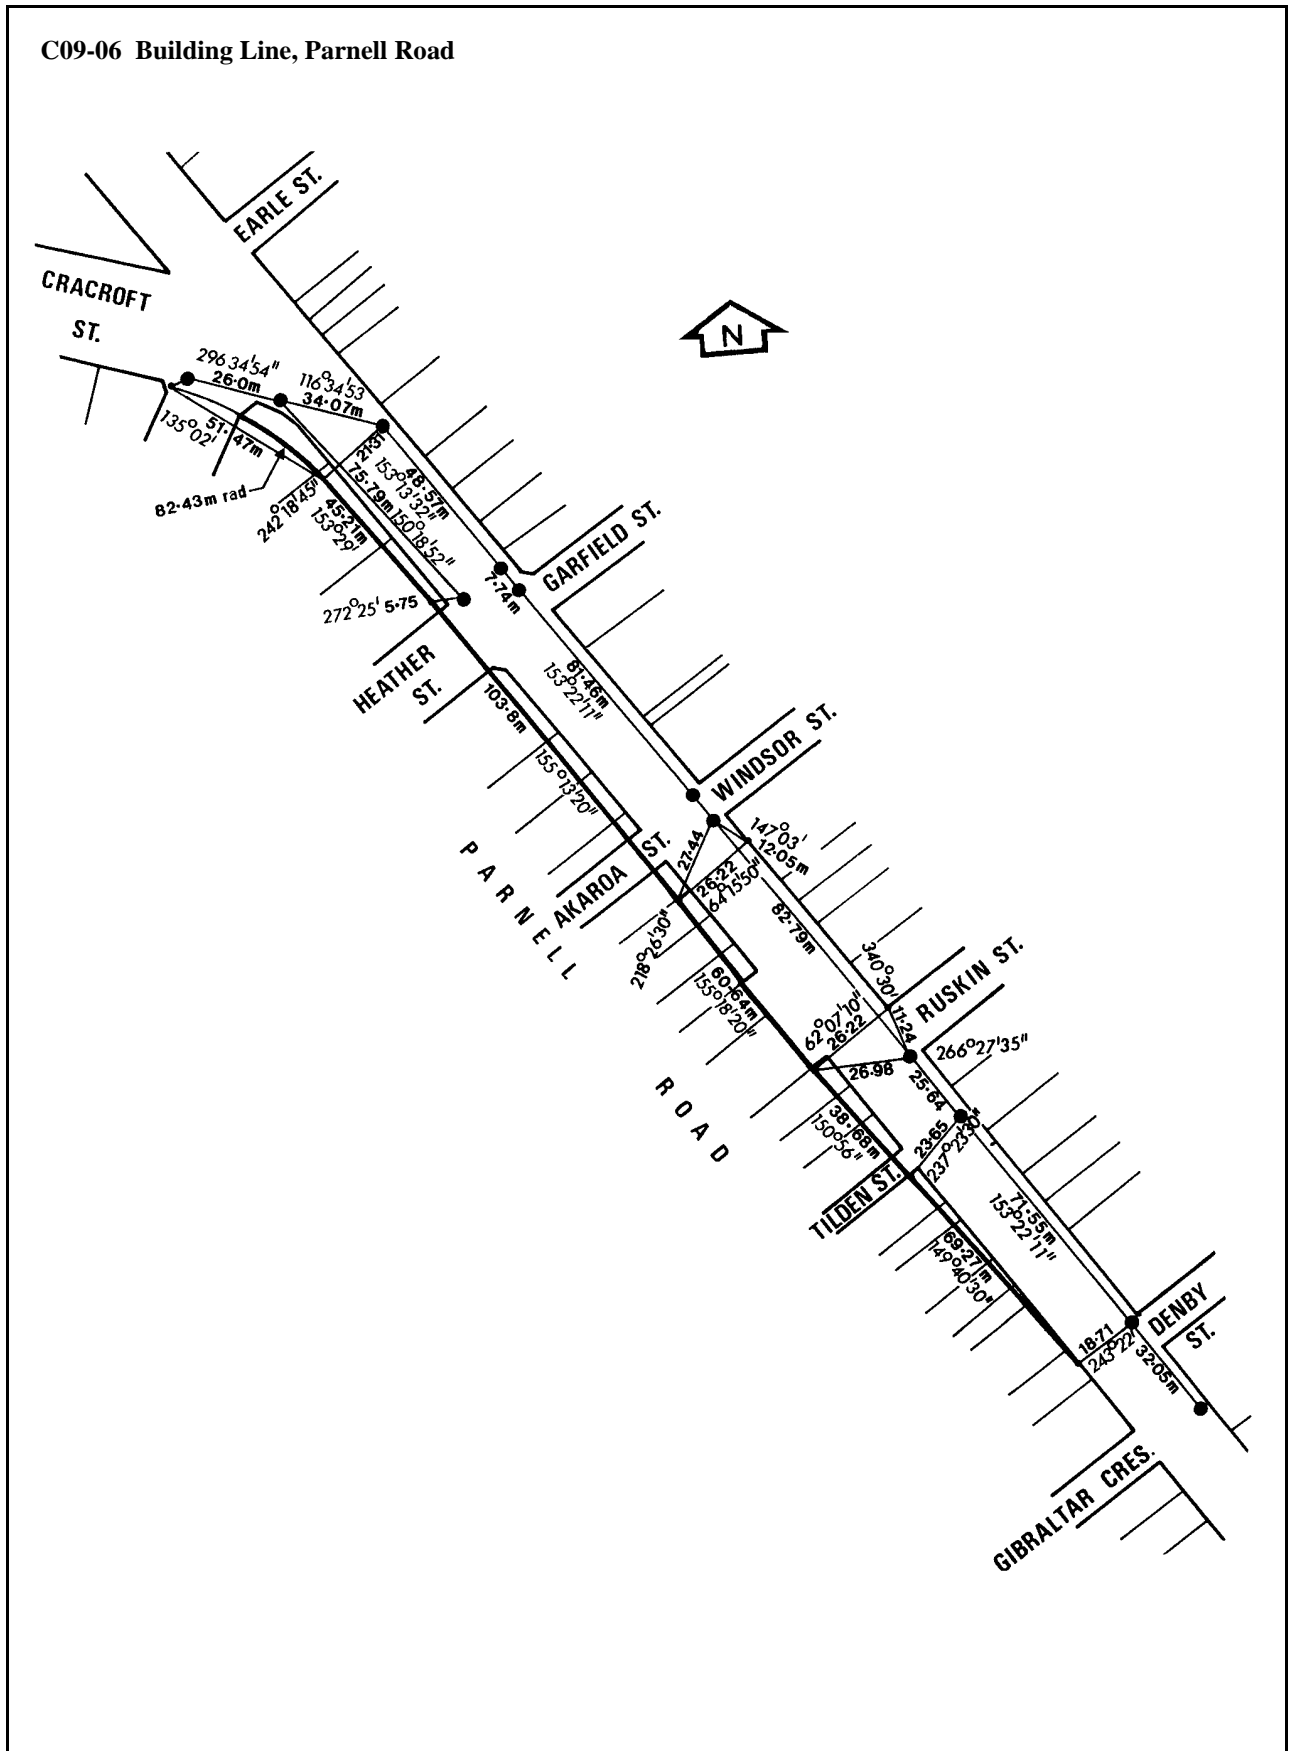 C09-06 Building Line, Parnell Road
EARLE ST.
CRACROFT
ST.
N
296 34'54"
26·0m
116°34'53
34·07m
135°02'
51·47m
82·43m rad
21·31
75·79m
150°18'52"
48·57m
153°13'32"
242°18'45"
45·21m
153°29'
GARFIELD ST.
7·74m
272°25' 5·75
HEATHER
ST.
81·46m
153°22'11"
103·8m
155°13'20"
WINDSOR ST.
147°03'
12·05m
27·44
26·22
64°15'50"
AKAROA ST.
PARNELL
218°26'30"
82·79m
340°30'
11·24
RUSKIN ST.
60·64m
155°18'20"
62°07'10"
26·22
266°27'35"
26·98
25·64
ROAD
38·68m
150°56"
23·65
237°23'30"
TILDEN ST.
71·55m
153°22'11"
69·27m
149°40'30"
DENBY
ST.
18·71
243°22'
32·05m
GIBRALTAR CRES.